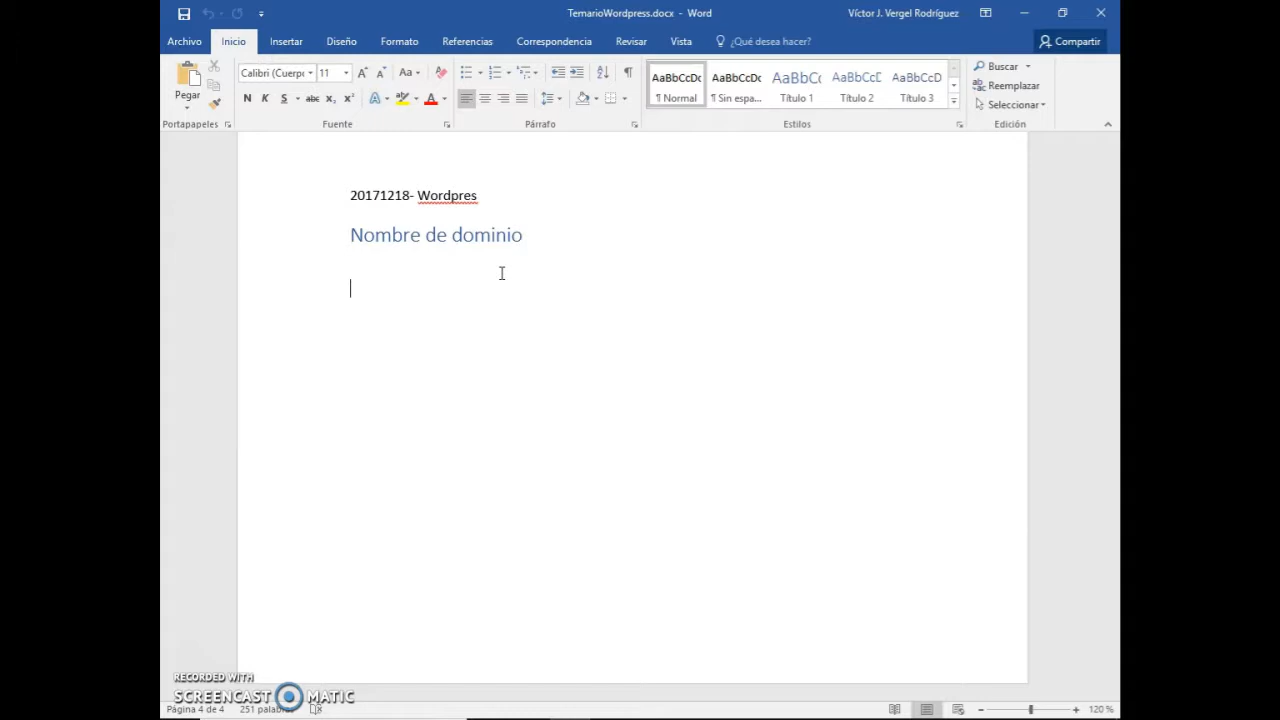 TemarioWordpress.docx - Word
Víctor J. Vergel Rodríguez
Archivo
Inicio
Insertar
Diseño
Formato
Referencias
Correspondencia
Revisar
Vista
¿Qué desea hacer?
Compartir
Pegar
Calibri (Cuerp
11
Aa
N K S abc x₂ x² A aby A
AaBbCcDc
¶ Normal
AaBbCcDc
¶ Sin espa...
AaBbC(
Título 1
AaBbCcC
Título 2
AaBbCcD
Título 3
Buscar
Reemplazar
Seleccionar
Portapapeles
Fuente
Párrafo
Estilos
Edición
20171218- Wordpres
Nombre de dominio
RECORDED WITH
SCREENCAST MATIC
Página 4 de 4
251 palabras
120 %